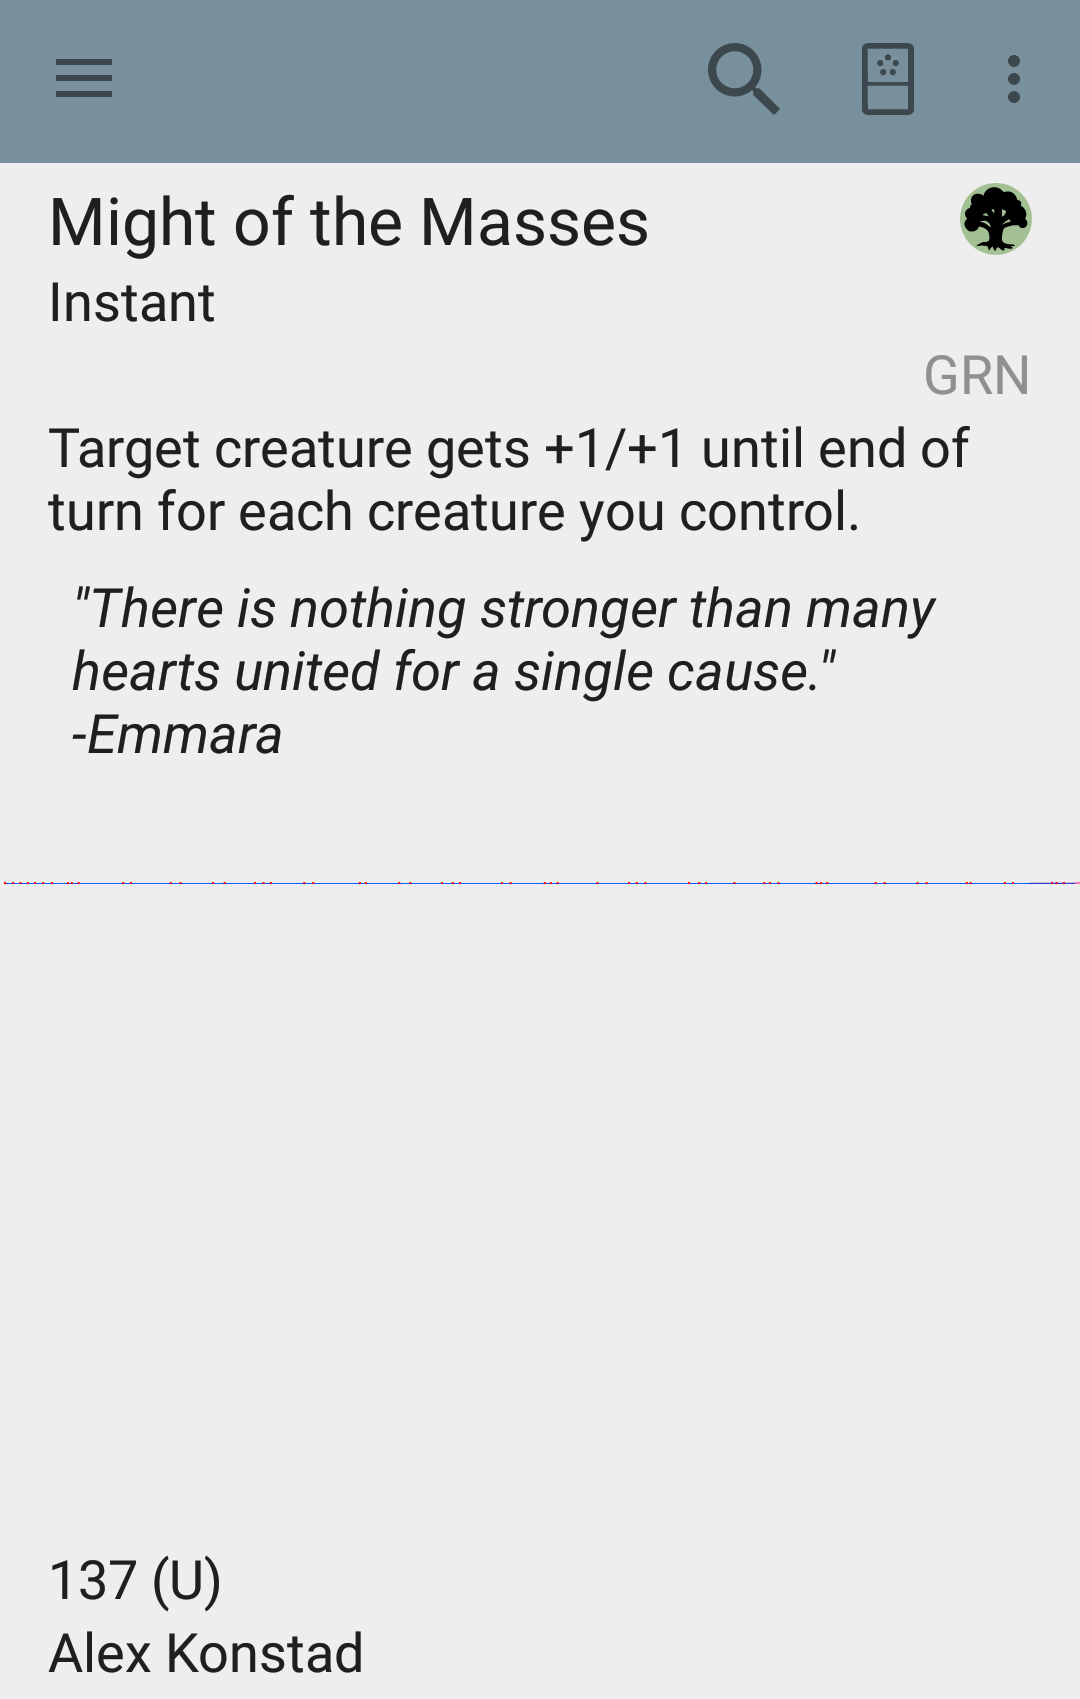 Might of the Masses
Instant
GRN
Target creature gets +1/+1 until end of
turn for each creature you control.
"There is nothing stronger than many
hearts united for a single cause."
-Emmara
137 (U)
Alex Konstad